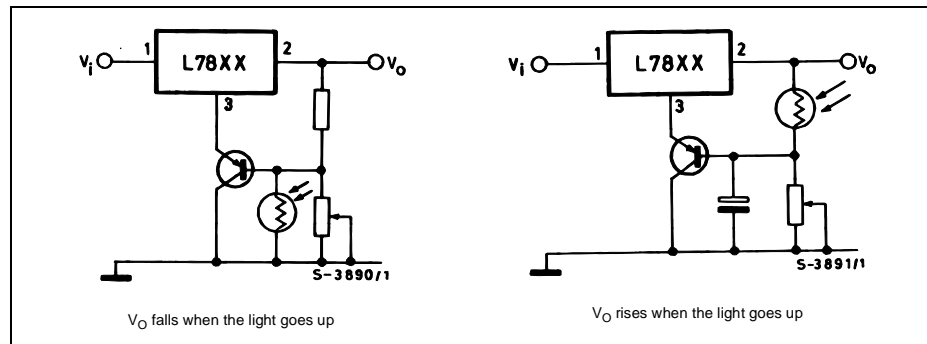 1 L78XX 2
Vi Vo
3
S-3890/1
VO falls when the light goes up
1 L78XX 2
Vi Vo
3
S-3891/1
VO rises when the light goes up